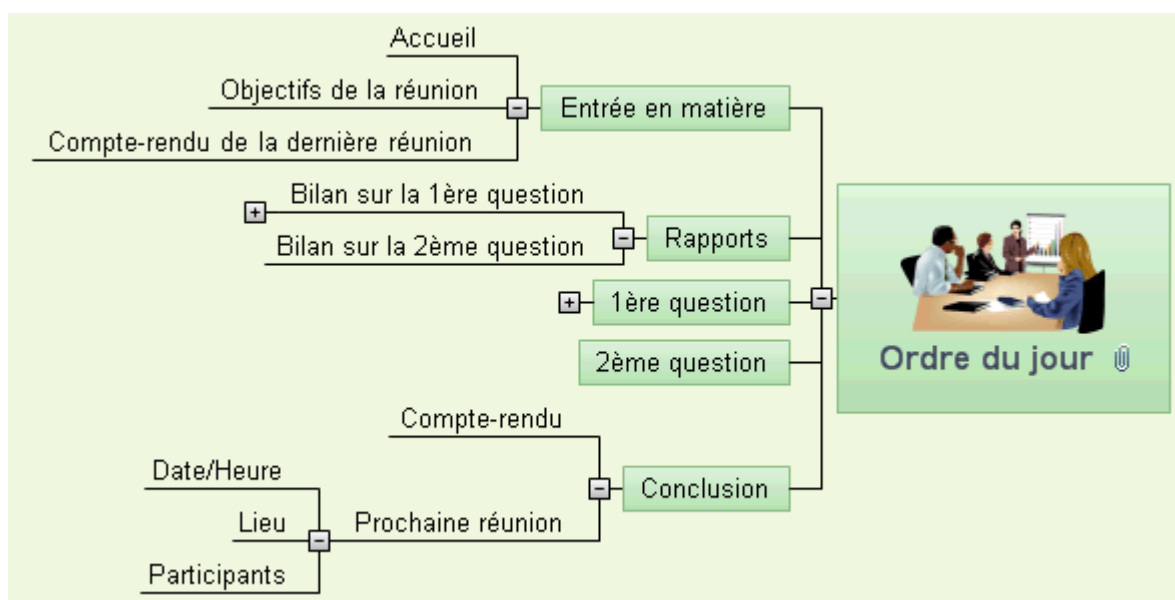 Accueil
Objectifs de la réunion
Entrée en matière
Compte-rendu de la dernière réunion
Bilan sur la 1ère question
Rapports
Bilan sur la 2ème question
1ère question
2ème question
Ordre du jour
Compte-rendu
Date/Heure
Conclusion
Lieu
Prochaine réunion
Participants